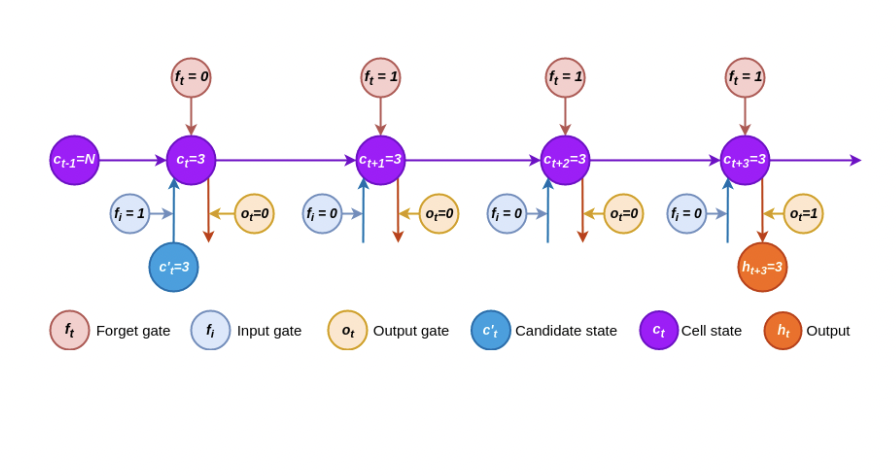 f_t = 0
f_t = 1
f_t = 1
f_t = 1
c_{t-1}=N
c_t=3
c_{t+1}=3
c_{t+2}=3
c_{t+3}=3
f_i = 1
o_t=0
f_i = 0
o_t=0
f_i = 0
o_t=0
f_i = 0
o_t=1
c'_t=3
h_{t+3}=3
f_t Forget gate
f_i Input gate
o_t Output gate
c'_t Candidate state
c_t Cell state
h_t Output